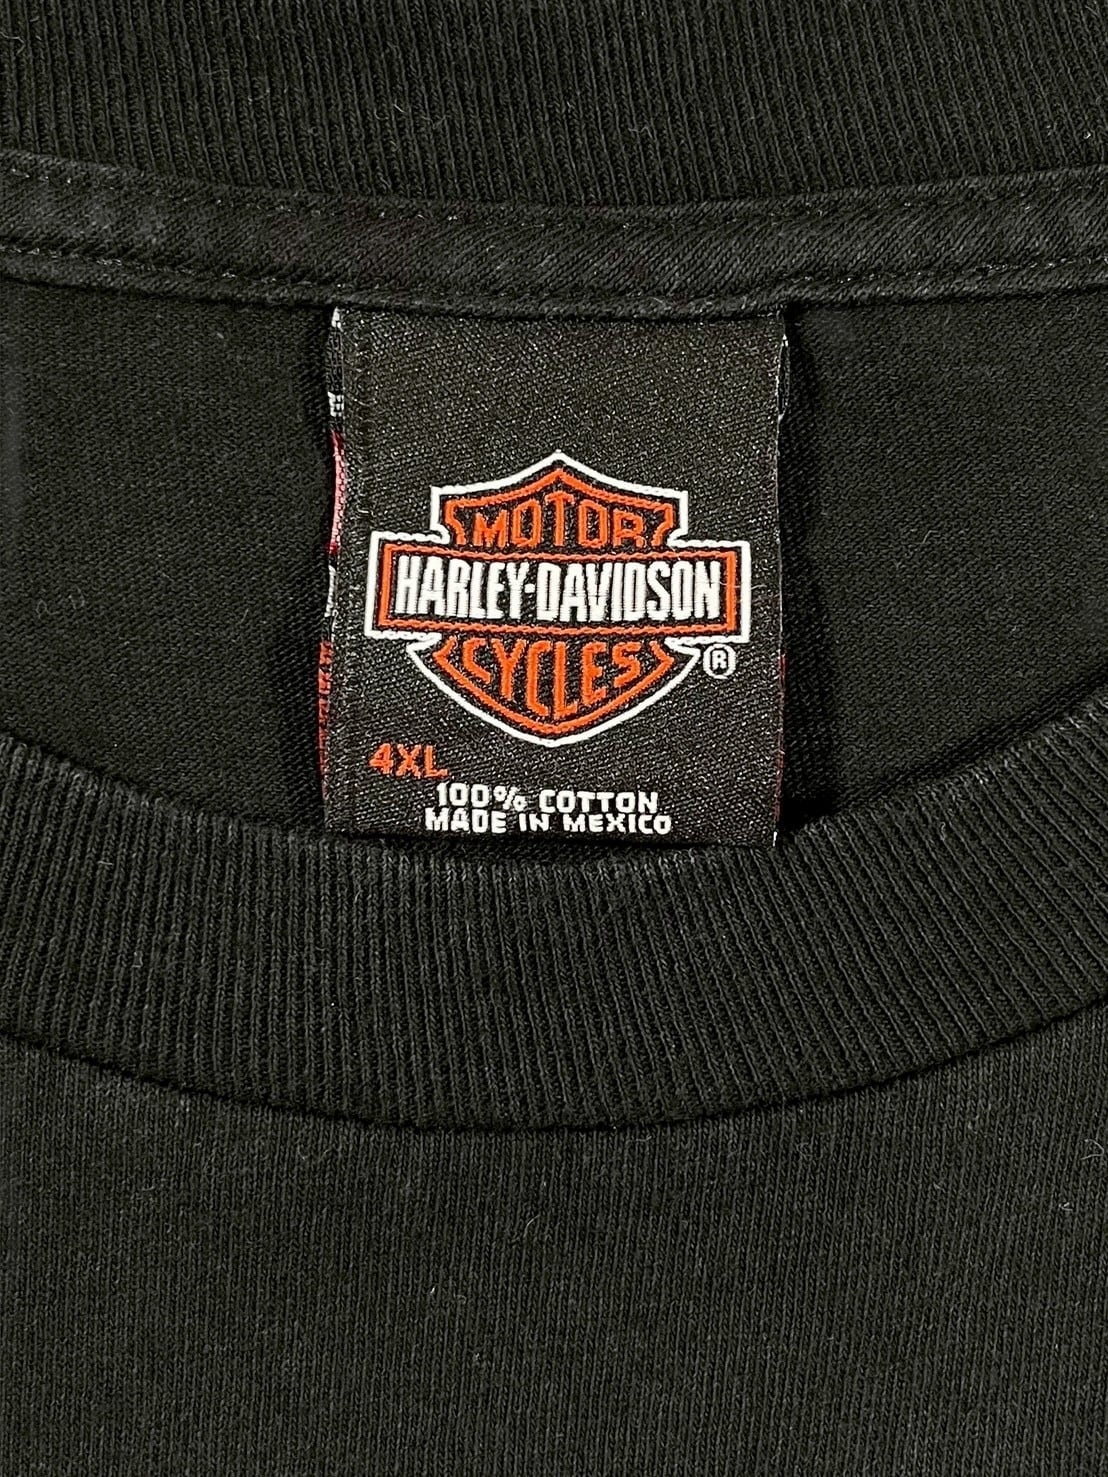 MOTOR
HARLEY-DAVIDSON
CYCLES
®
4XL
100% COTTON
MADE IN MEXICO